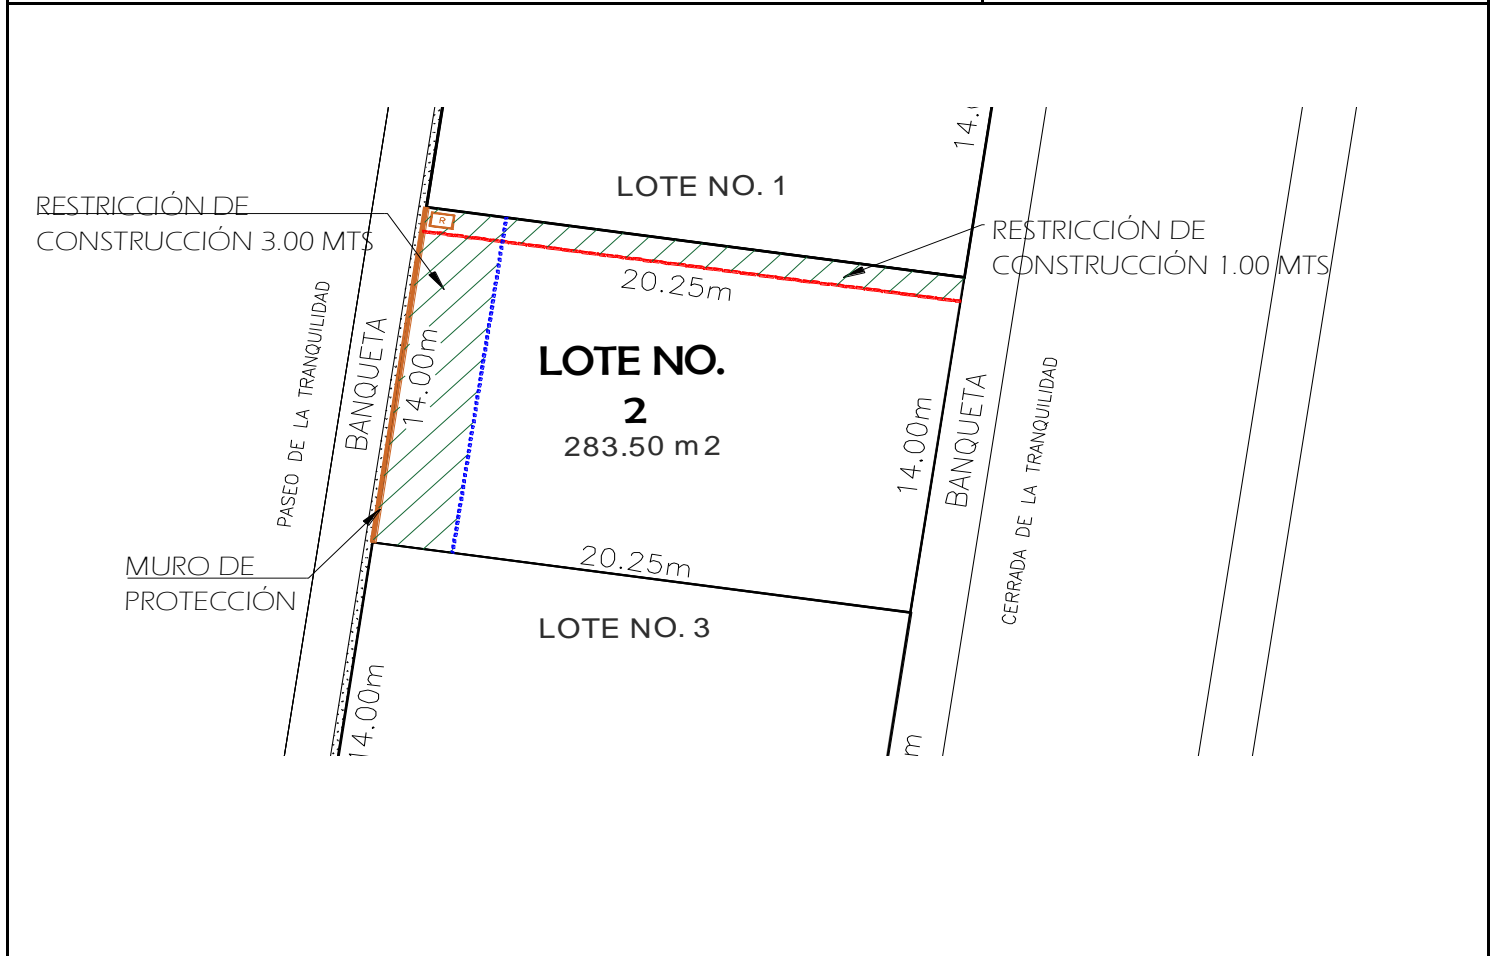 14.
LOTE NO. 1
RESTRICCIÓN DE
CONSTRUCCIÓN 3.00 MTS
R
RESTRICCIÓN DE
CONSTRUCCIÓN 1.00 MTS
20.25m
PASEO DE LA TRANQUILIDAD
BANQUETA
14.00m
LOTE NO.
2
283.50 m2
14.00m
BANQUETA
CERRADA DE LA TRANQUILIDAD
MURO DE
PROTECCIÓN
20.25m
LOTE NO. 3
14.00m
m